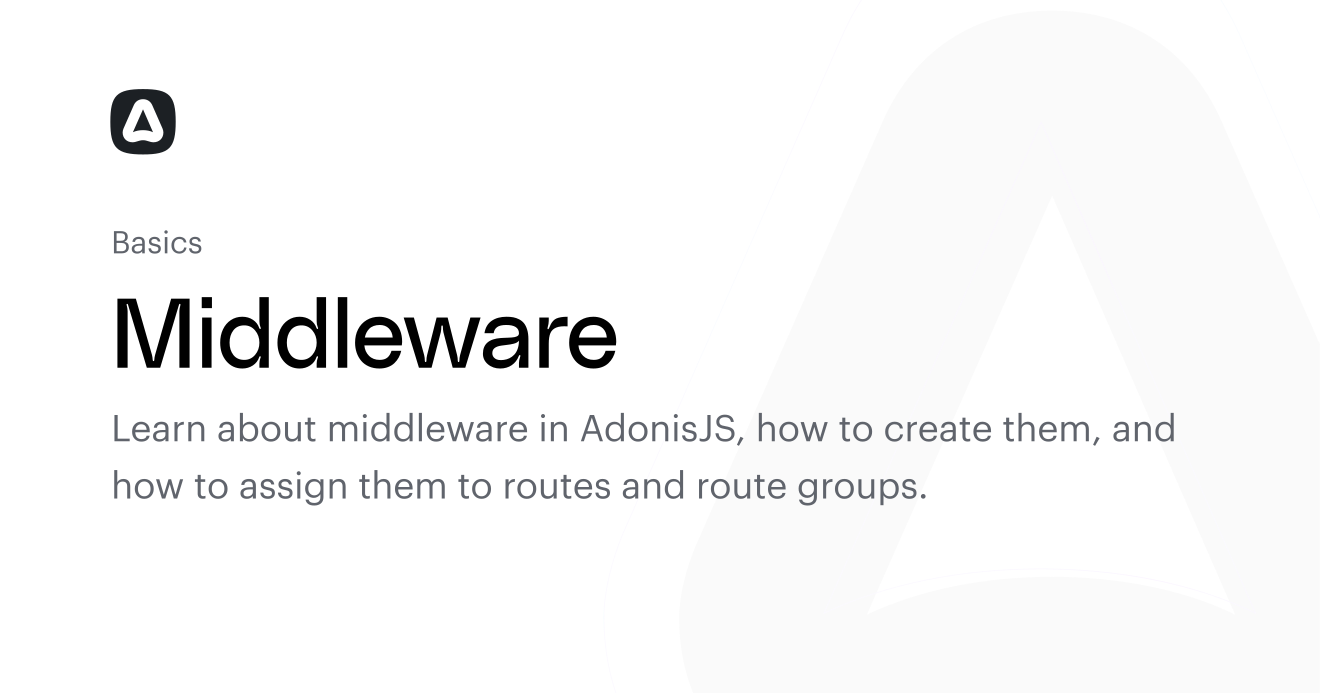 Basics
Middleware
Learn about middleware in AdonisJS, how to create them, and
how to assign them to routes and route groups.